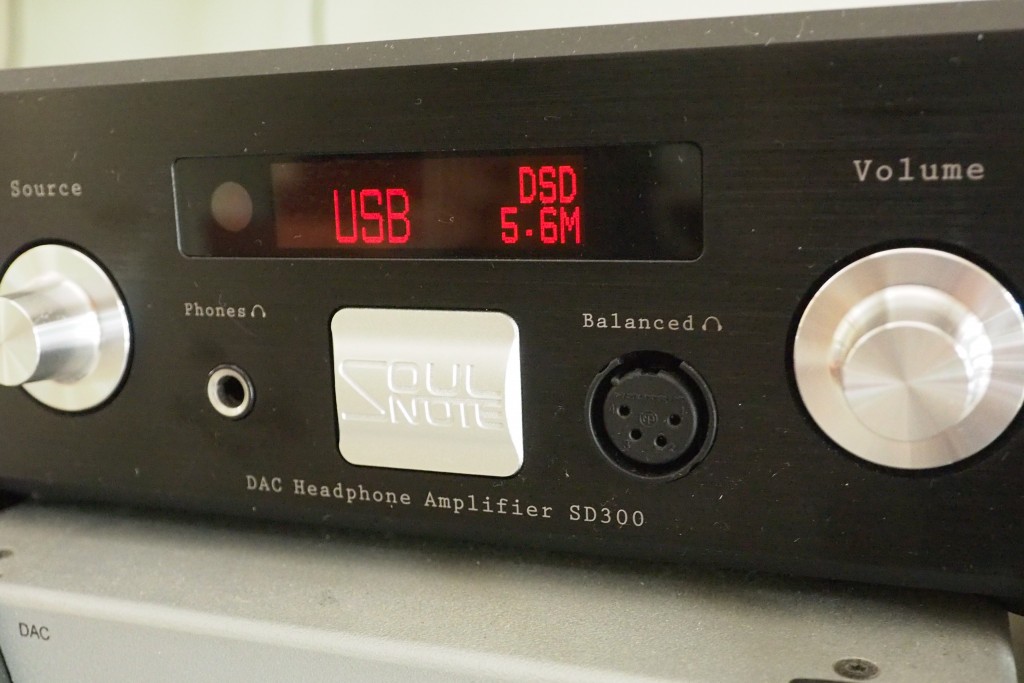 Source
Volume
USB
DSD
5.6M
Phones
Balanced
SOUL
NOTE
DAC Headphone Amplifier SD300
DAC